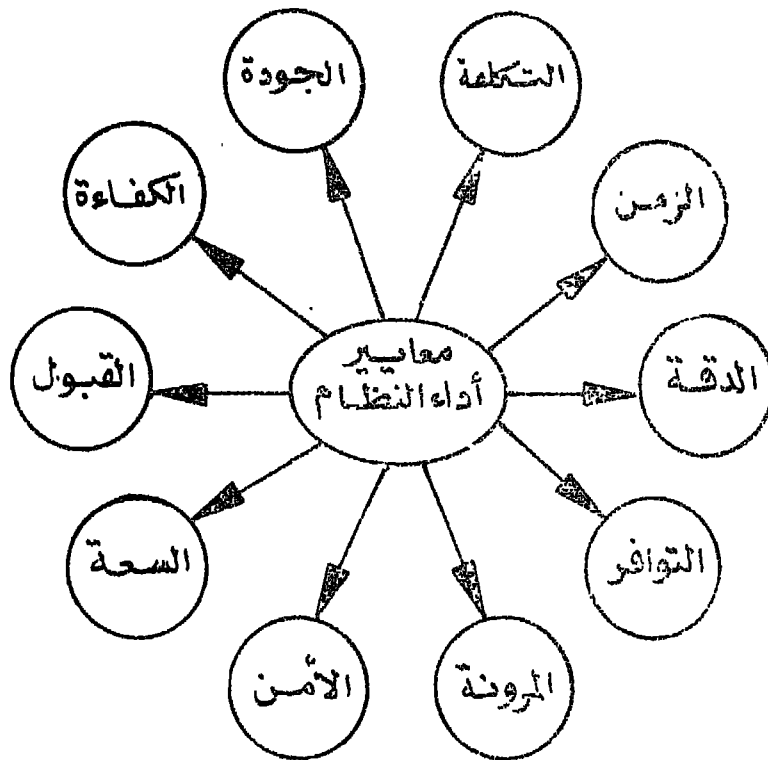 التكلفة
الجودة
الزمن
الكفاءة
معايير
أداء النظام
الدقة
القبول
التوافر
السعة
المرونة
الأمن